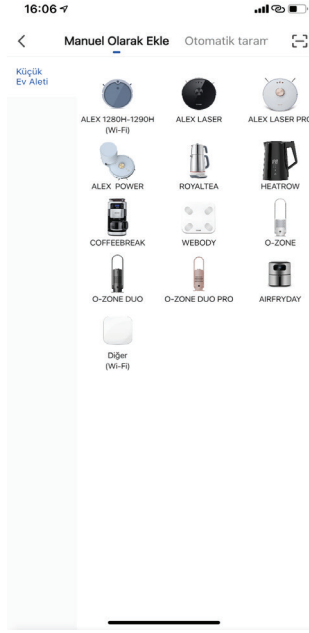 16:06
Manuel Olarak Ekle Otomatik taram
Küçük
Ev Aleti
ALEX 1280H-1290H
(Wi-Fi)
ALEX LASER
ALEX LASER PRO
ALEX POWER
ROYALTEA
HEATROW
COFFEEBREAK
WEBODY
O-ZONE
O-ZONE DUO
O-ZONE DUO PRO
AIRFRYDAY
Diğer
(Wi-Fi)